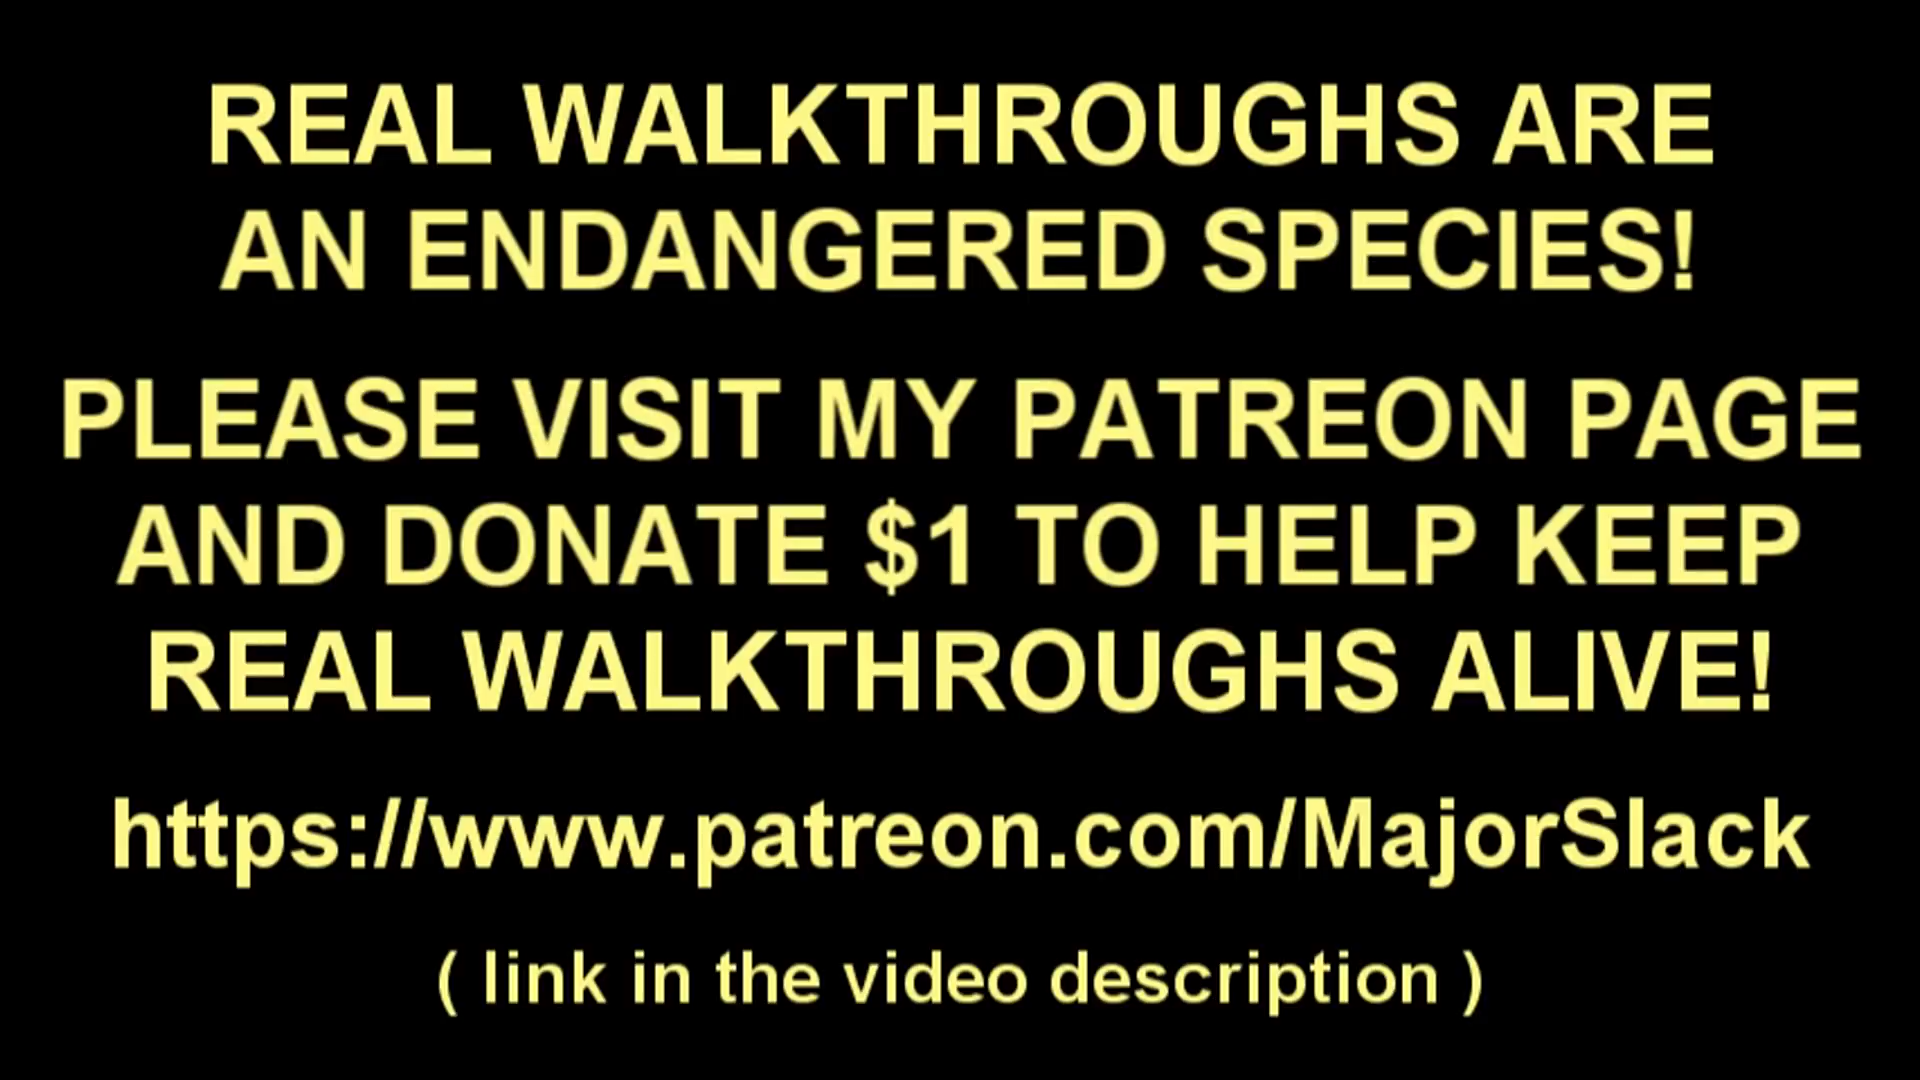 REAL WALKTHROUGHS ARE
AN ENDANGERED SPECIES!
PLEASE VISIT MY PATREON PAGE
AND DONATE $1 TO HELP KEEP
REAL WALKTHROUGHS ALIVE!
https://www.patreon.com/MajorSlack
( link in the video description )